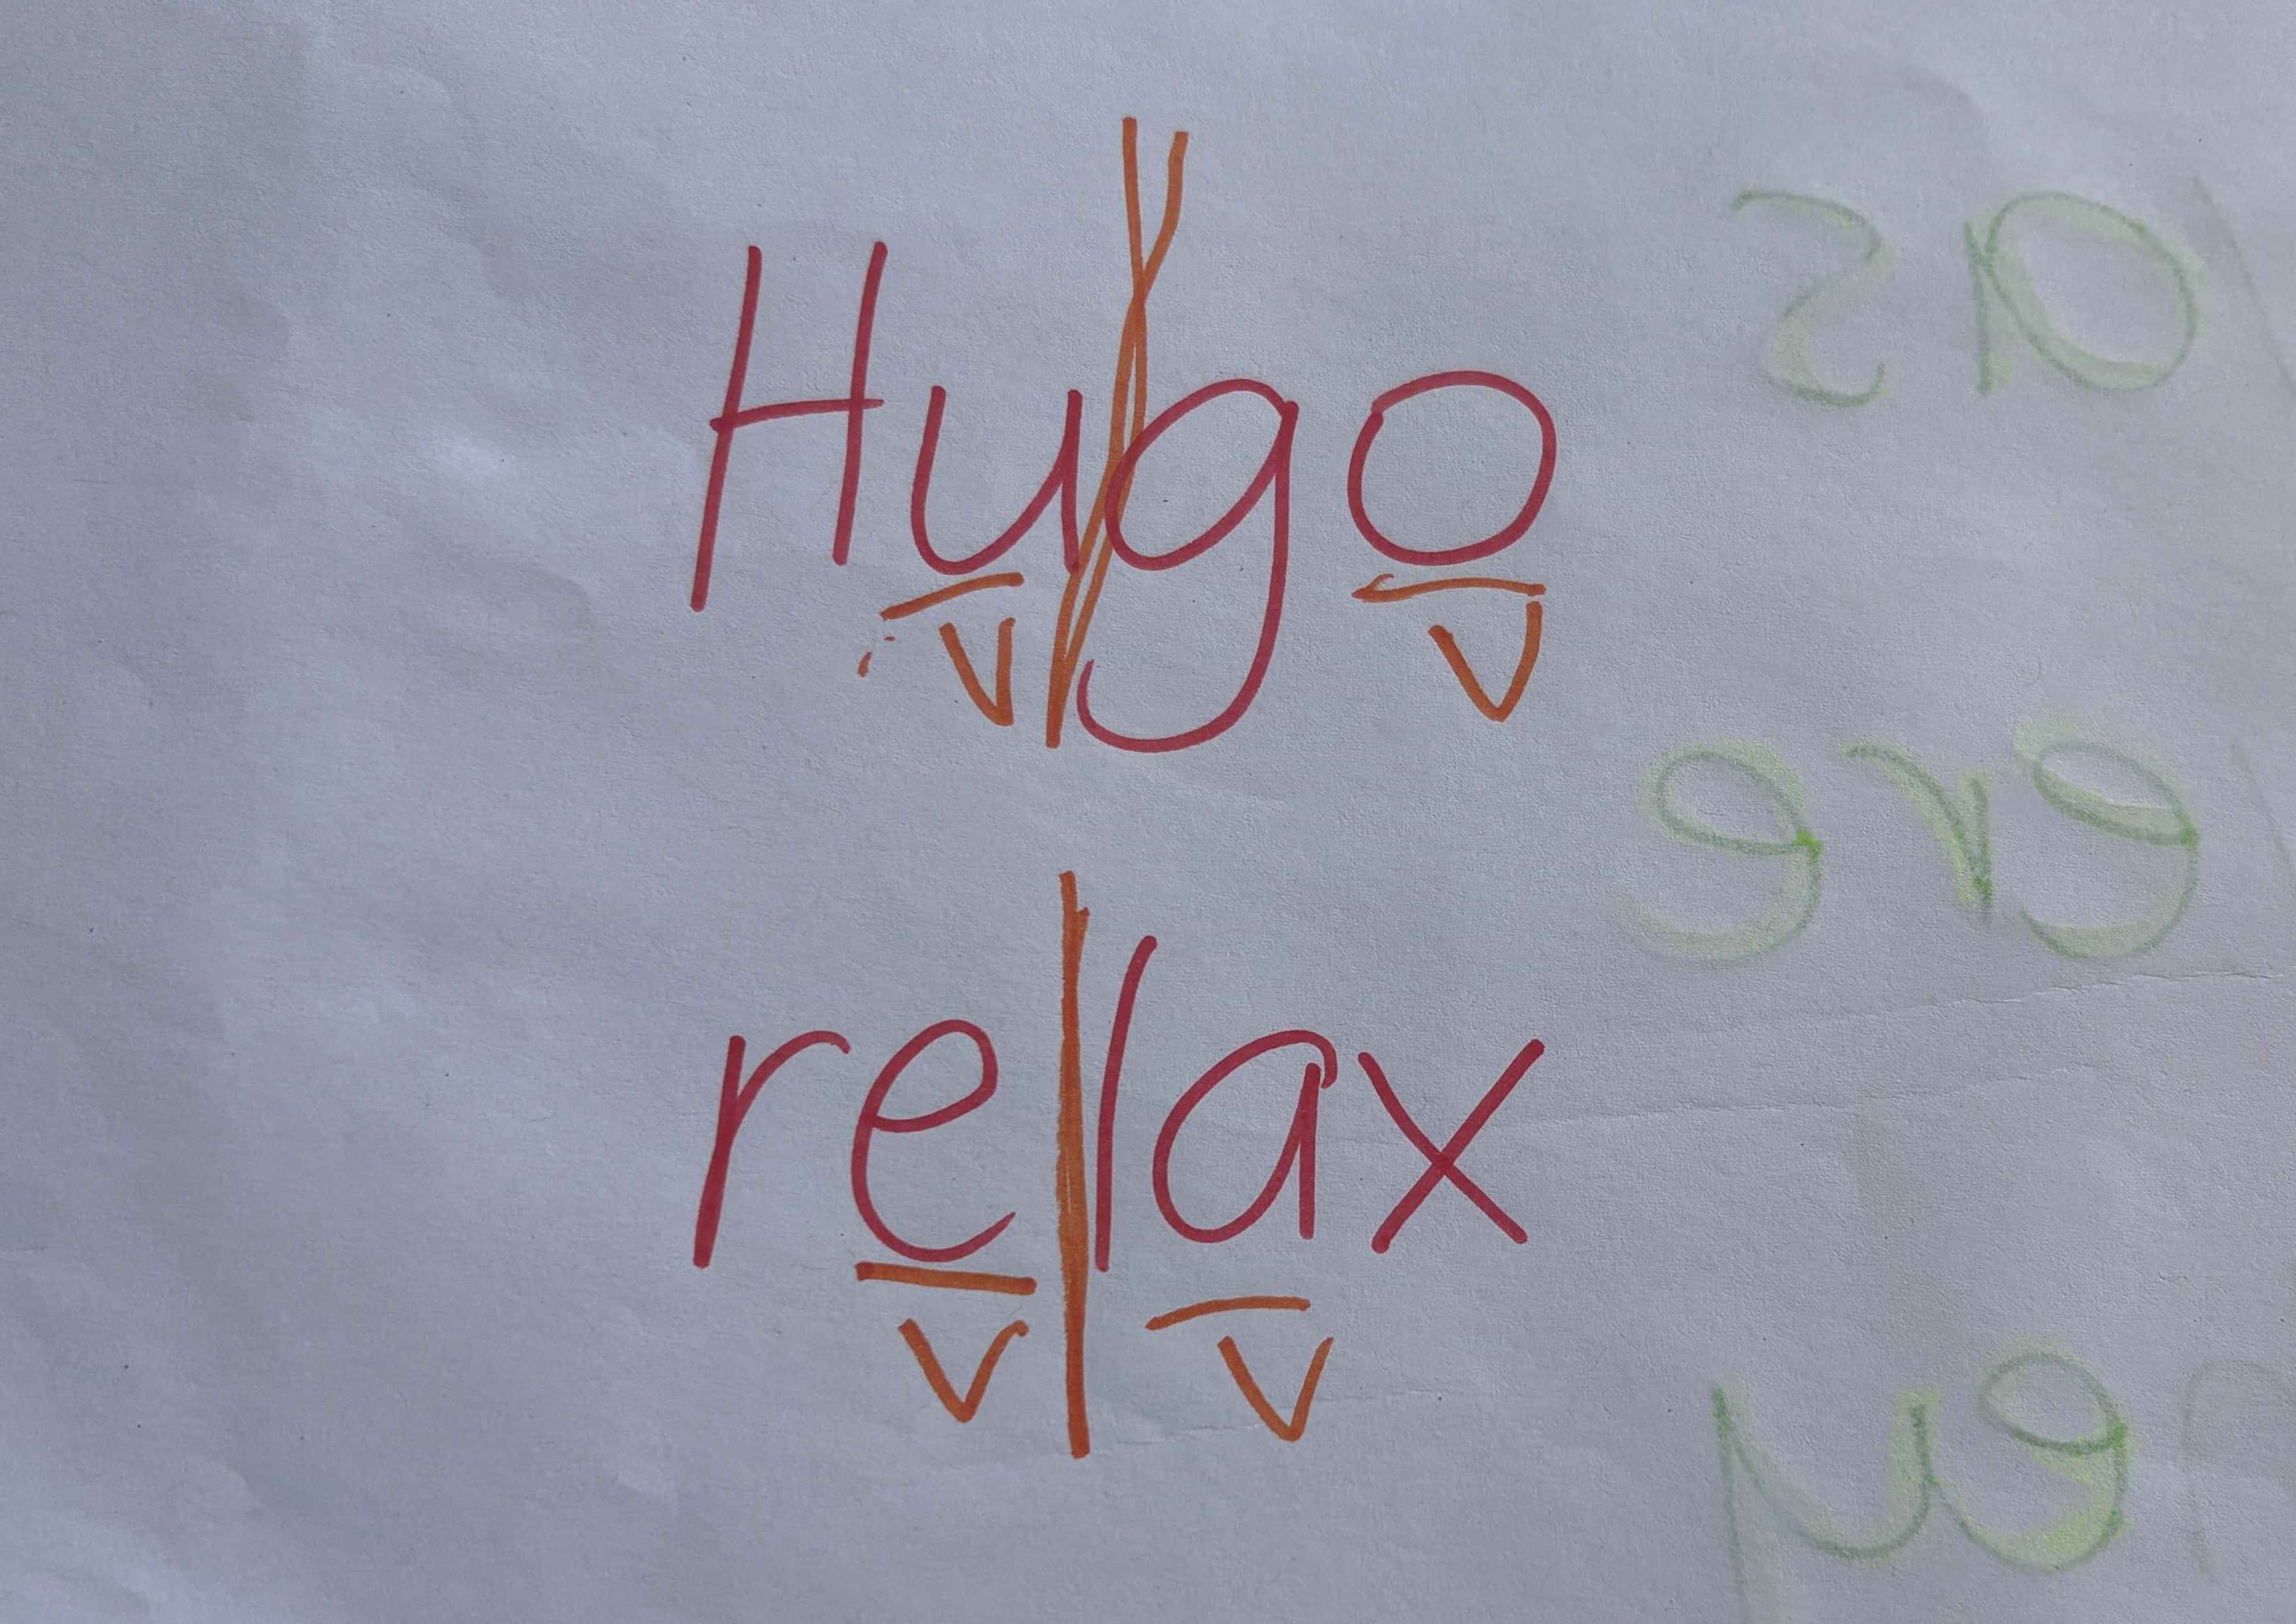 Hugo
V V
relax
V V